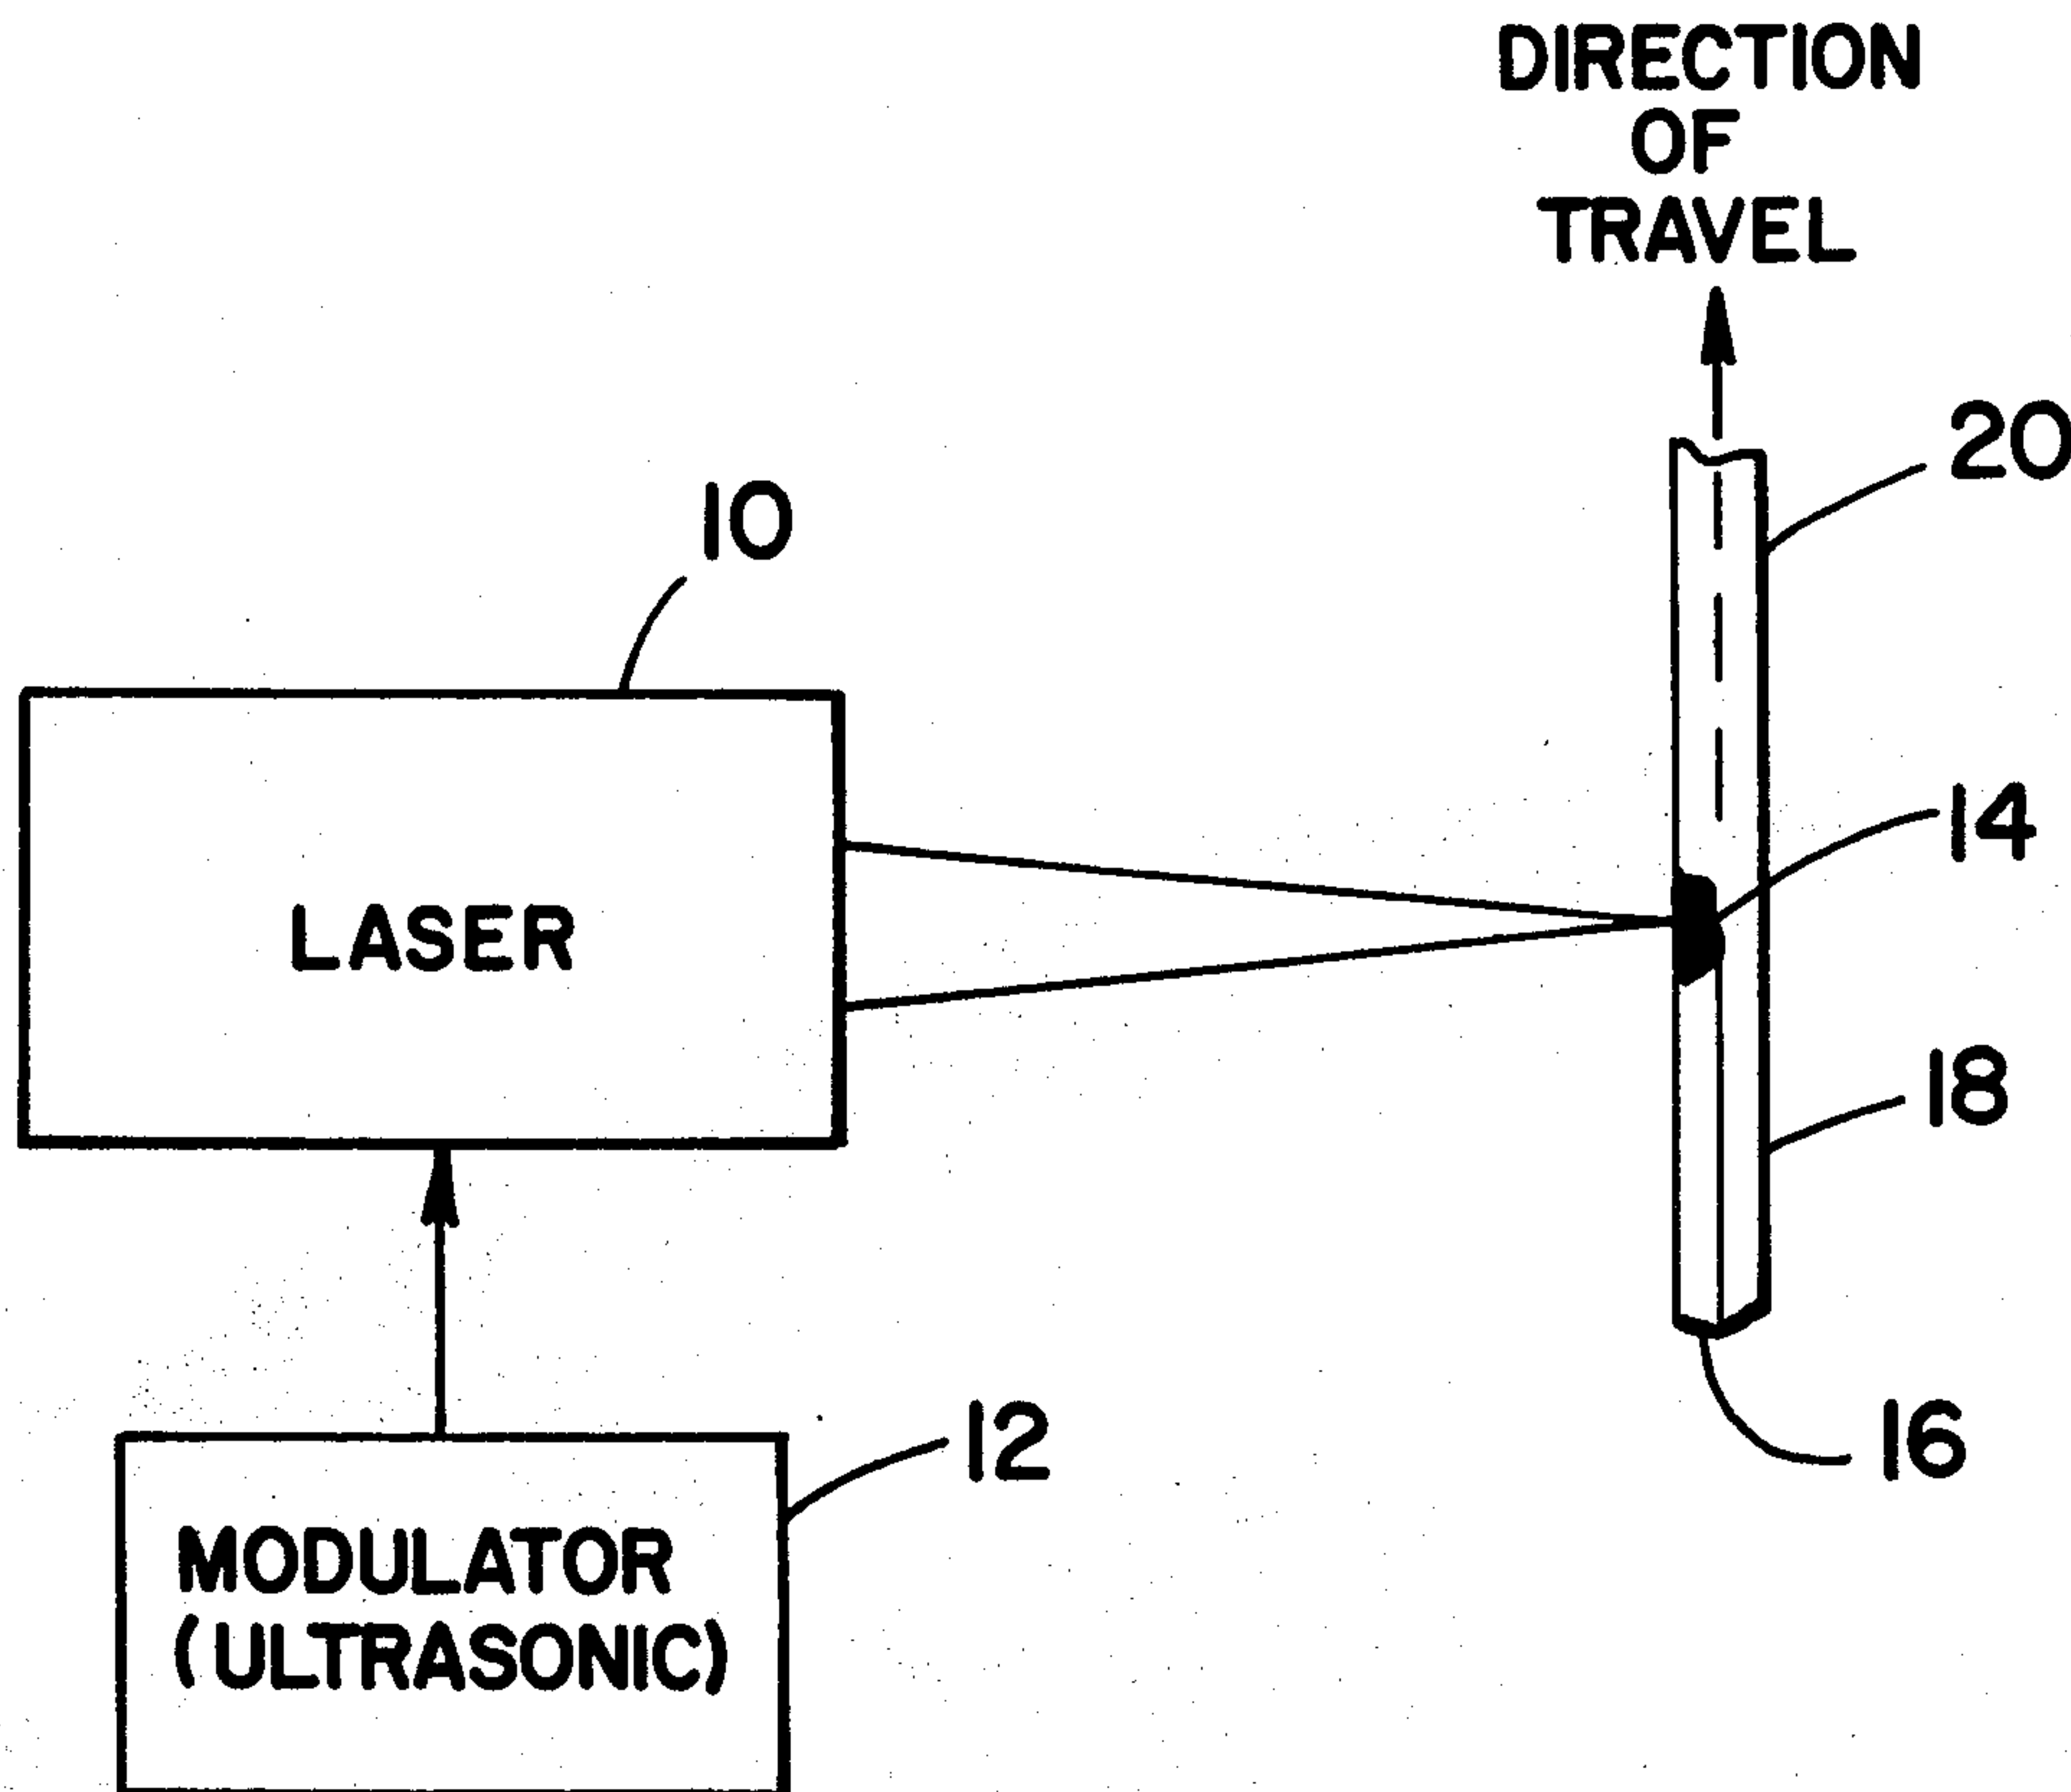 DIRECTION
OF
TRAVEL
20
10
14
LASER
18
12
16
MODULATOR
(ULTRASONIC)